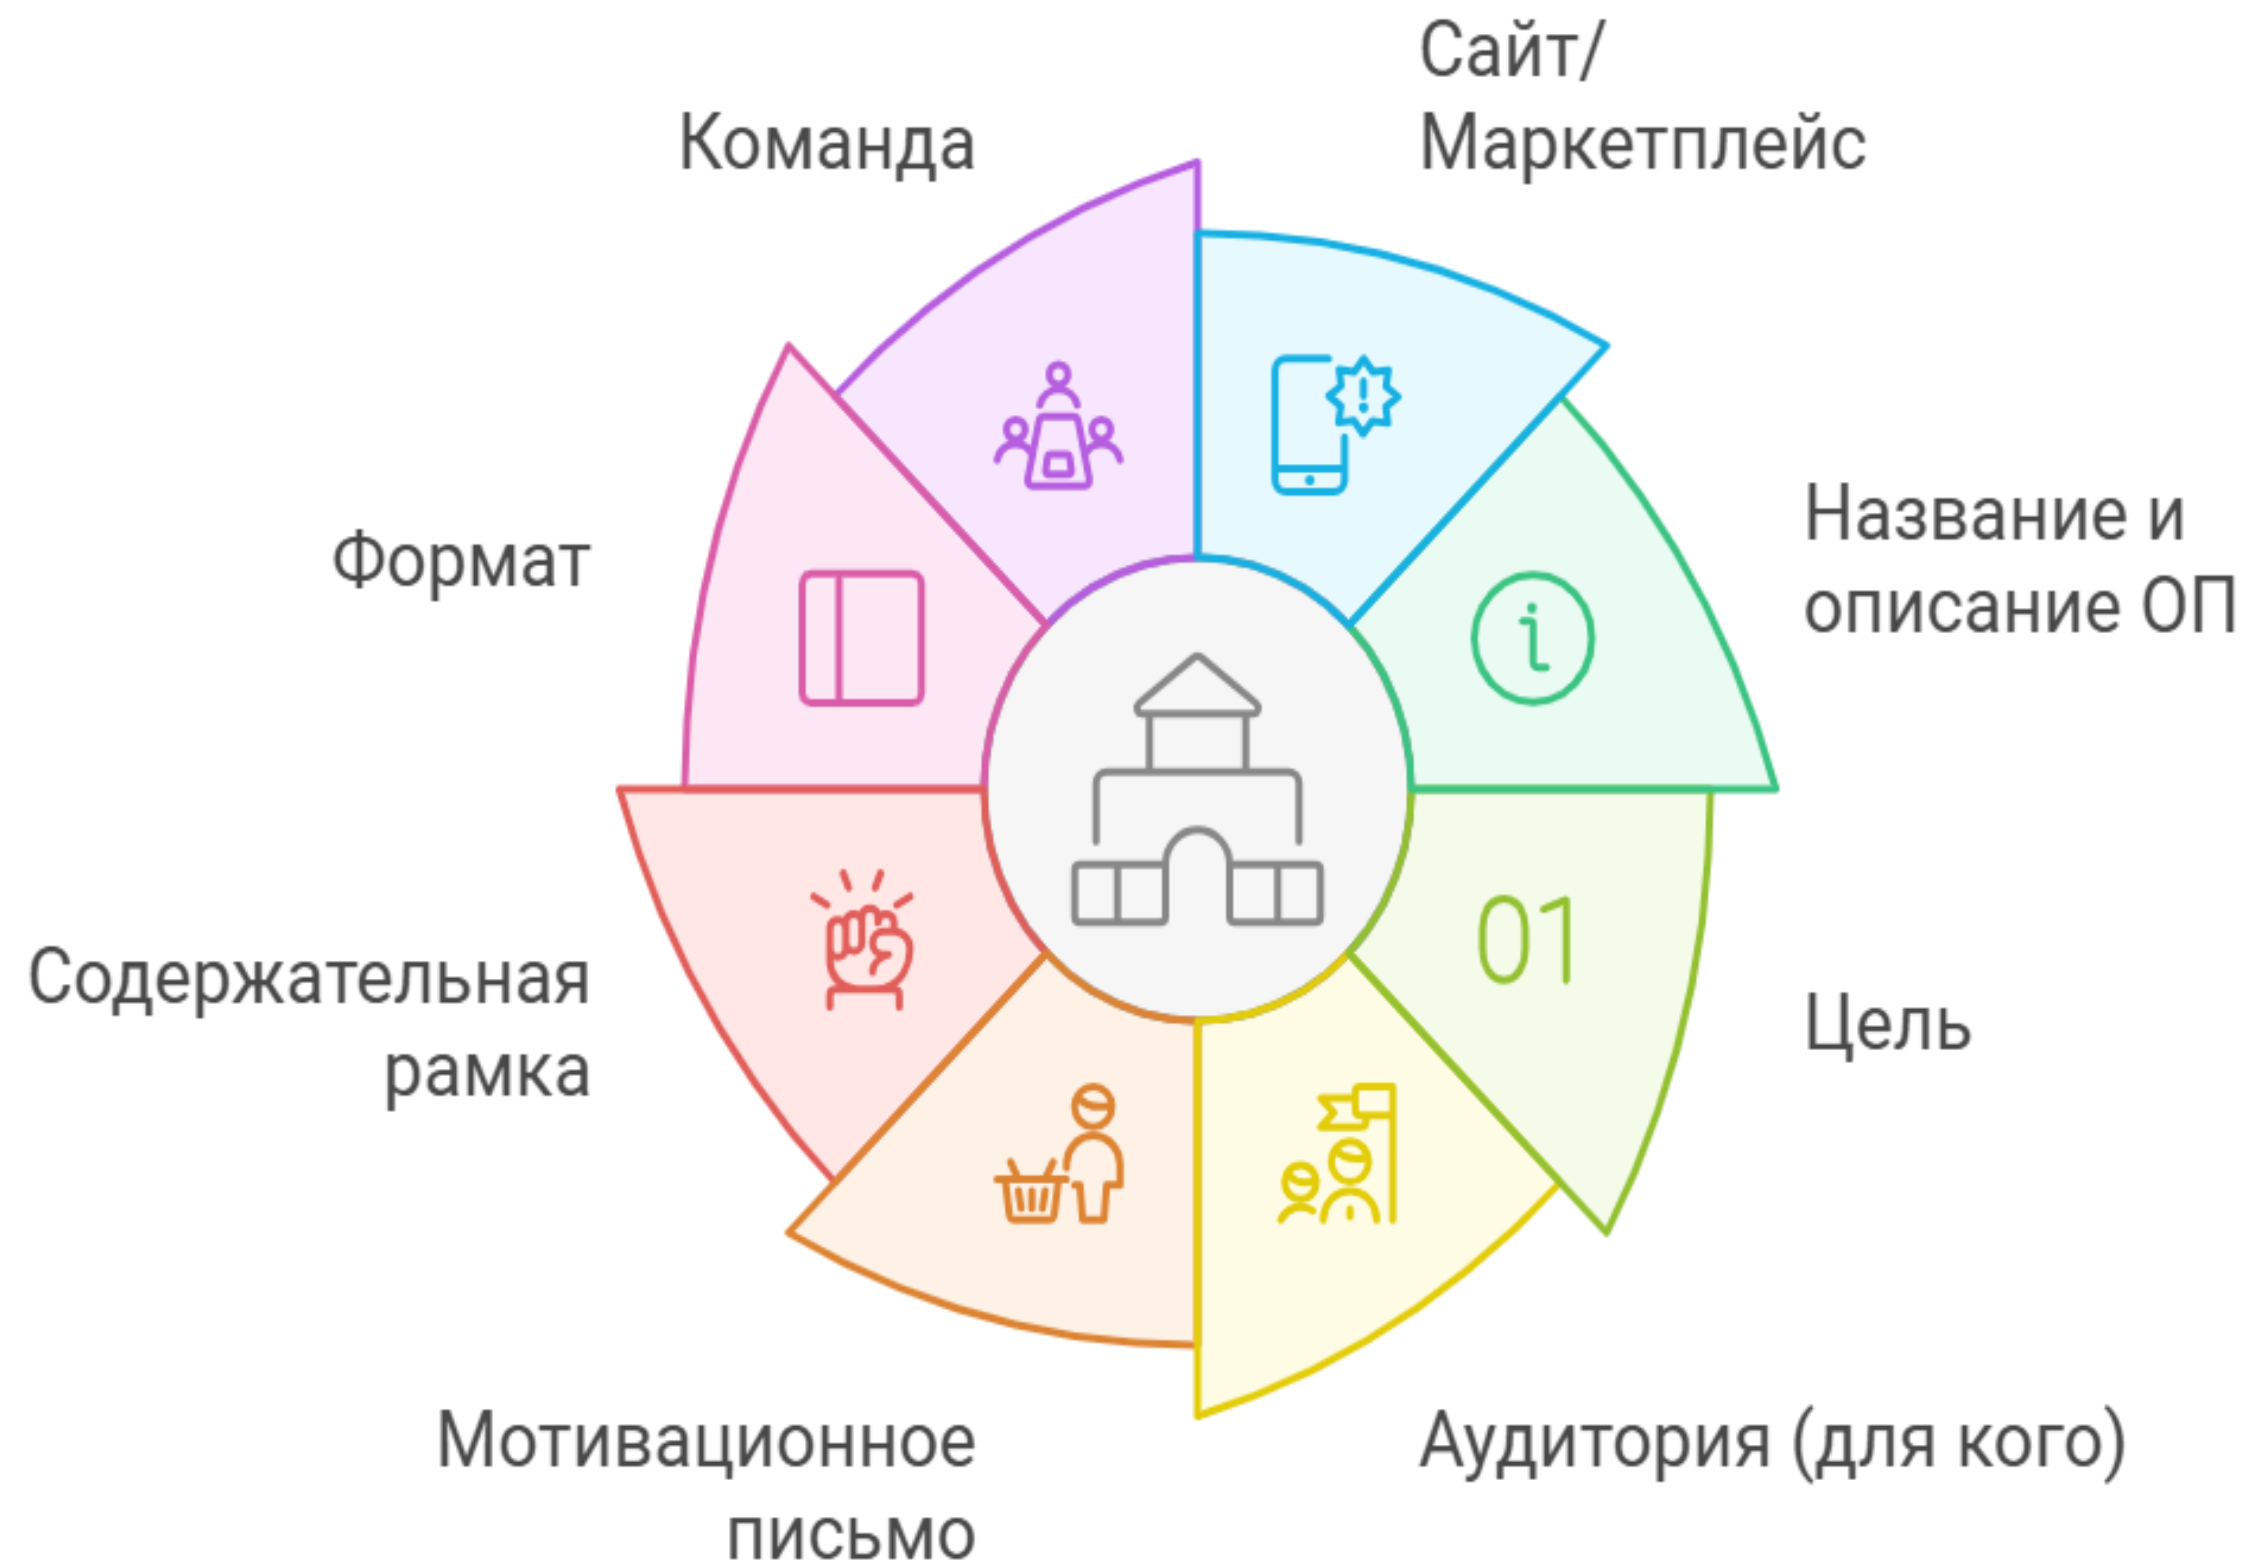 Сайт/
Маркетплейс
Команда
Название и
описание ОП
Формат
01
Цель
Содержательная
рамка
Аудитория (для кого)
Мотивационное
письмо